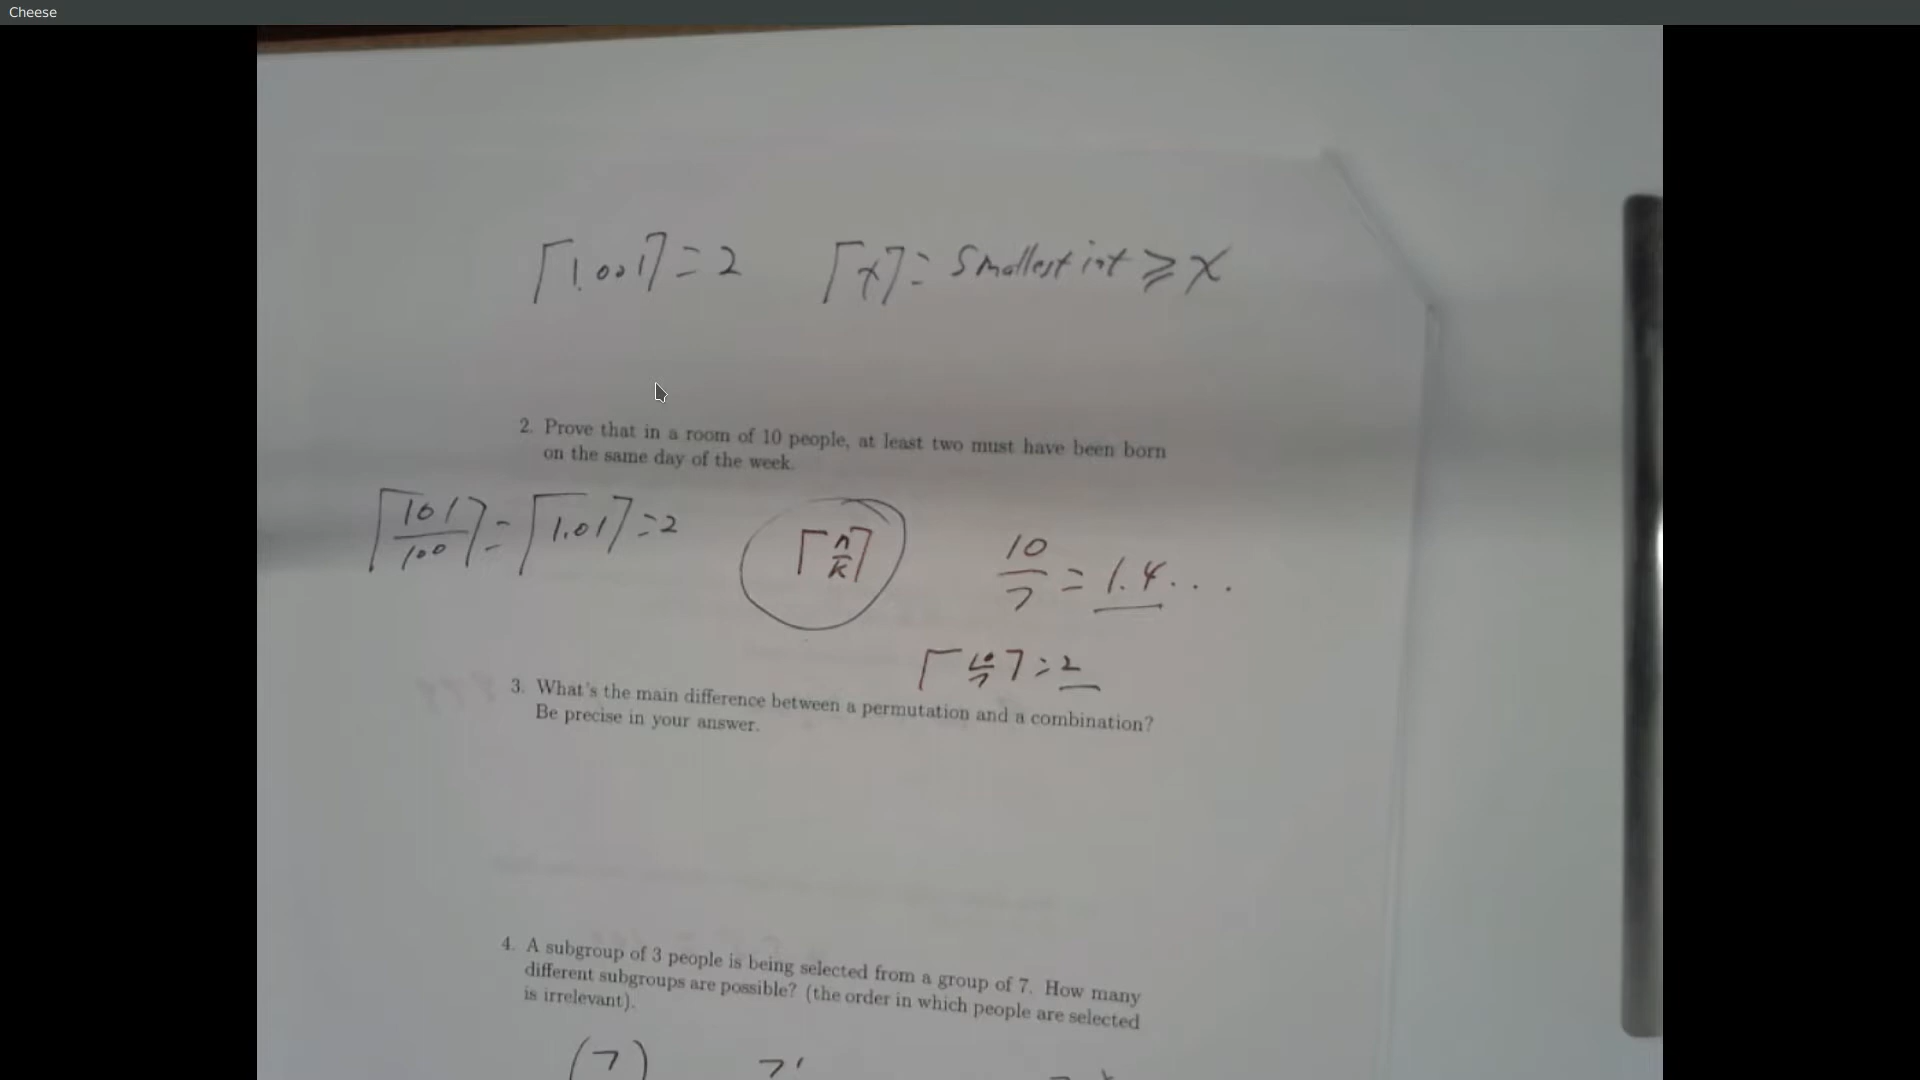 Cheese
⌈1.001⌉ = 2 ⌈x⌉ = smallest int ≥ x
2. Prove that in a room of 10 people, at least two must have been born
on the same day of the week.
⌈101/100⌉ = ⌈1.01⌉ = 2 ⌈n/k⌉ 10/7 = 1.4...
⌈10/7⌉ = 2
3. What's the main difference between a permutation and a combination?
Be precise in your answer.
4. A subgroup of 3 people is being selected from a group of 7. How many
different subgroups are possible? (the order in which people are selected
is irrelevant).
(7) 7!